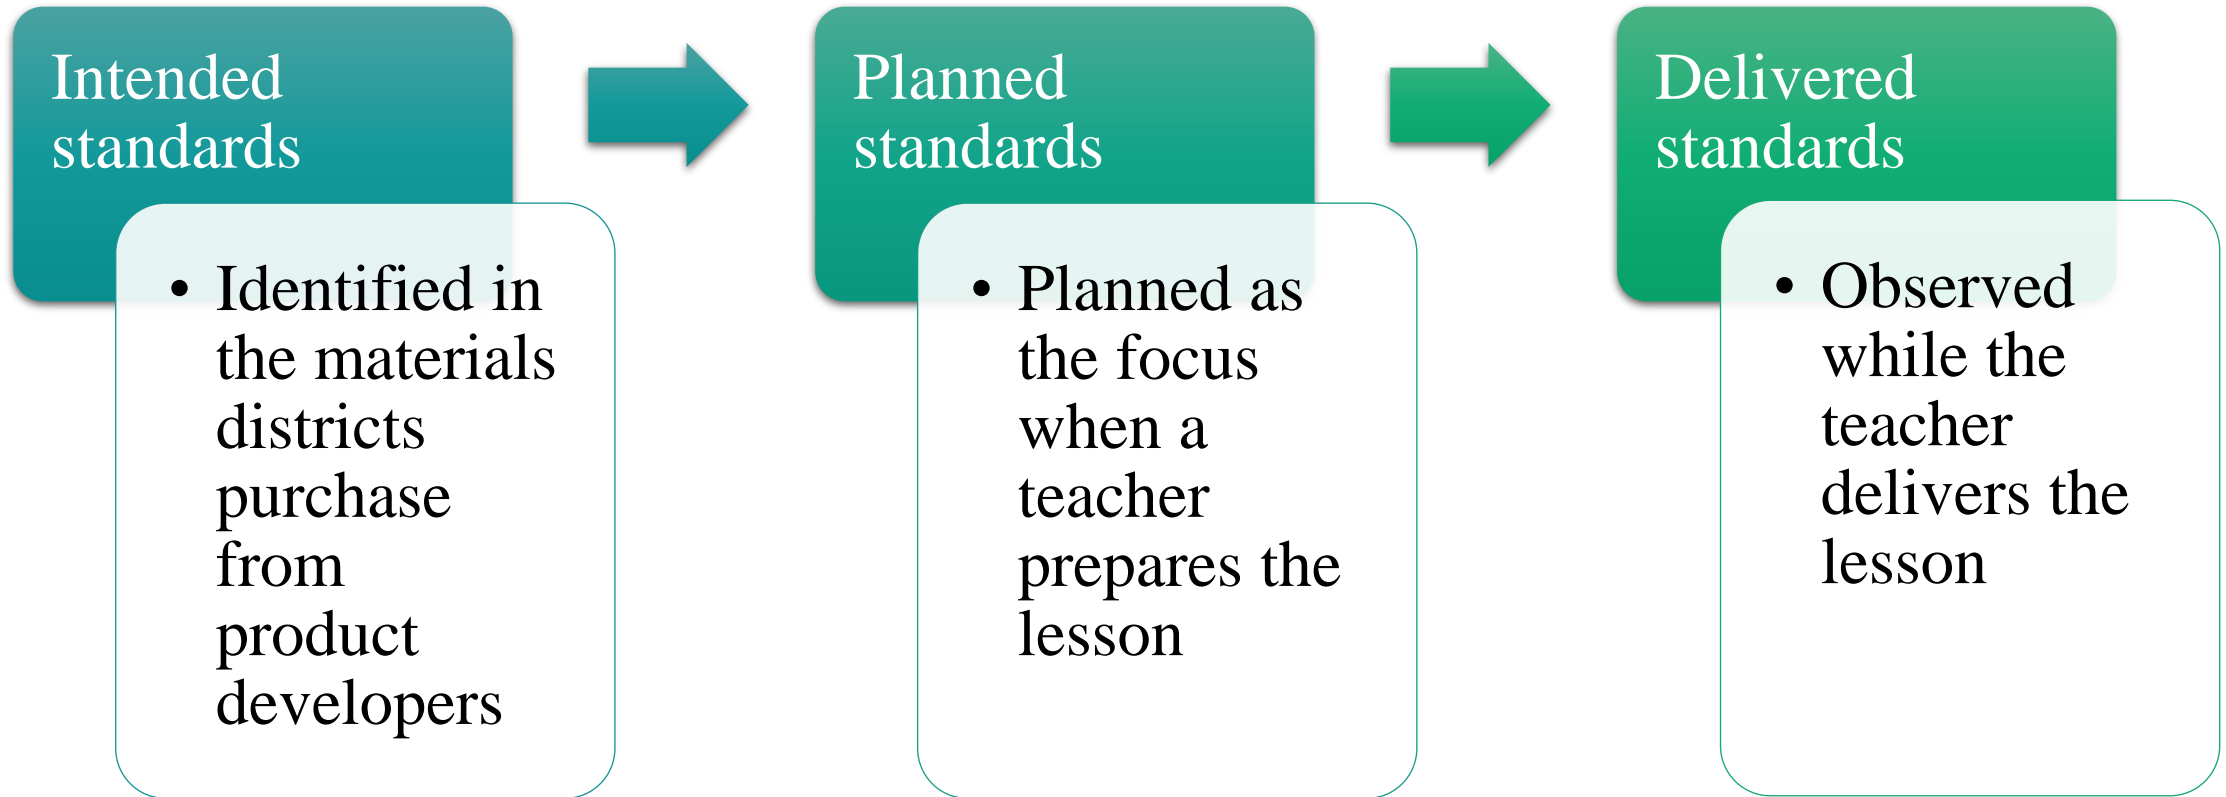 Intended
standards
• Identified in
the materials
districts
purchase
from
product
developers
Planned
standards
• Planned as
the focus
when a
teacher
prepares the
lesson
Delivered
standards
• Observed
while the
teacher
delivers the
lesson